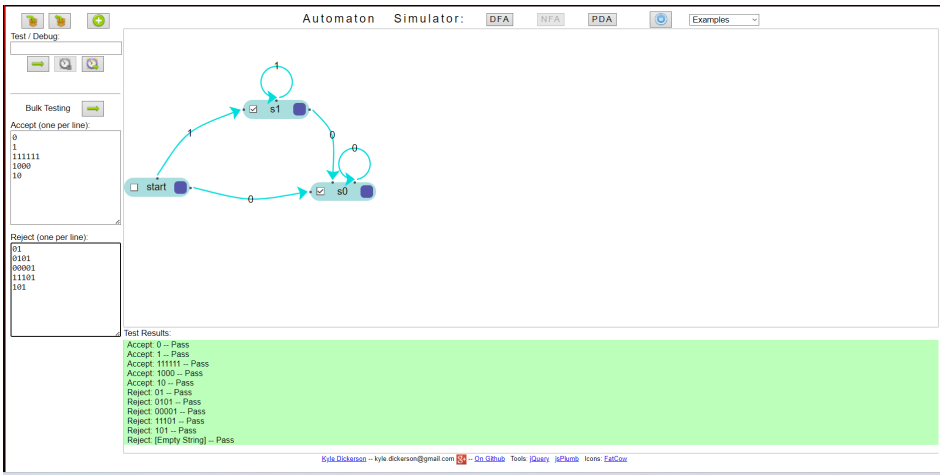 Automaton Simulator: DFA NFA PDA Examples
Test / Debug:
Bulk Testing
Accept (one per line):
0
1
111111
1000
10
Reject (one per line):
01
0101
00001
11101
101
1
s1
1
0
0
start
s0
0
Test Results:
Accept: 0 -- Pass
Accept: 1 -- Pass
Accept: 111111 -- Pass
Accept: 1000 -- Pass
Accept: 10 -- Pass
Reject: 01 -- Pass
Reject: 0101 -- Pass
Reject: 00001 -- Pass
Reject: 11101 -- Pass
Reject: 101 -- Pass
Reject: [Empty String] -- Pass
Kyle Dickerson -- kyle.dickerson@gmail.com g+ -- On Github Tools: jQuery jsPlumb Icons: FatCow